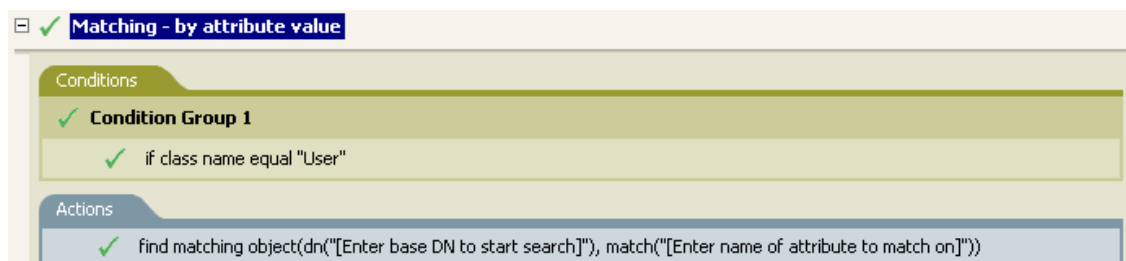 Matching - by attribute value
Conditions
Condition Group 1
if class name equal "User"
Actions
find matching object(dn("[Enter base DN to start search]"), match("[Enter name of attribute to match on]"))